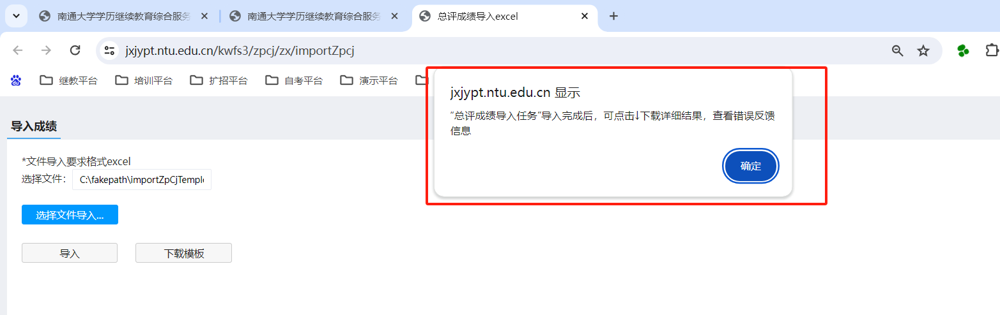 南通大学学历继续教育综合服务
南通大学学历继续教育综合服务
总评成绩导入excel
jxjypt.ntu.edu.cn/kwfs3/zpcj/zx/importZpcj
du
继教平台
培训平台
扩招平台
自考平台
演示平台
jxjypt.ntu.edu.cn 显示
“总评成绩导入任务”导入完成后，可点击↓下载详细结果，查看错误反馈
信息
确定
导入成绩
*文件导入要求格式excel
选择文件： C:\fakepath\importZpCjTemple
选择文件导入...
导入 下载模板